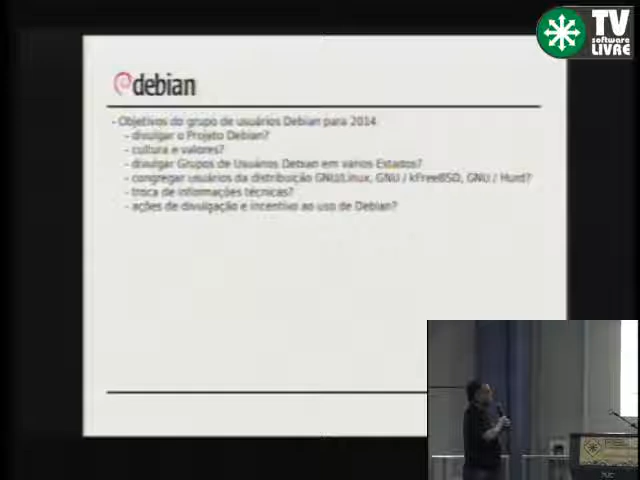 TV
software
LIVRE
debian
- Objetivos do grupo de usuários Debian para 2014
- divulgar o Projeto Debian?
- cultura e valores?
- divulgar Grupos de Usuários Debian em vários Estados?
- congregar usuários da distribuição GNU/Linux, GNU / kFreeBSD, GNU / Hurd?
- troca de informações técnicas?
- ações de divulgação e incentivo ao uso de Debian?